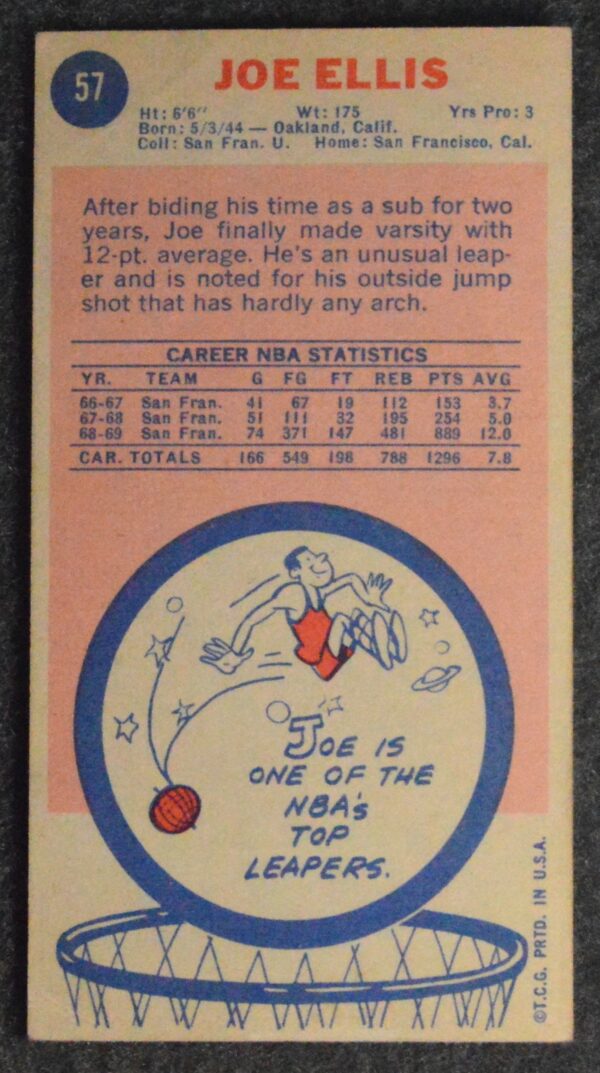 57
JOE ELLIS
Ht: 6'6" Wt: 175 Yrs Pro: 3
Born: 5/3/44 — Oakland, Calif.
Coll: San Fran. U. Home: San Francisco, Cal.
After biding his time as a sub for two
years, Joe finally made varsity with
12-pt. average. He's an unusual leap-
er and is noted for his outside jump
shot that has hardly any arch.
CAREER NBA STATISTICS
YR. TEAM G FG FT REB PTS AVG
66-67 San Fran. 41 67 19 112 153 3.7
67-68 San Fran. 51 111 32 195 254 5.0
68-69 San Fran. 74 371 147 481 889 12.0
CAR. TOTALS 166 549 198 788 1296 7.8
JOE IS
ONE OF THE
NBA's
TOP
LEAPERS.
©T.C.G. PRTD. IN U.S.A.